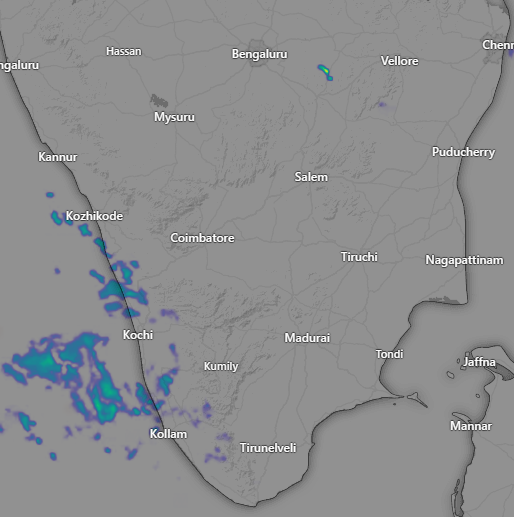 Hassan
Bengaluru
Chenn
ngaluru
Vellore
Mysuru
Kannur
Puducherry
Salem
Kozhikode
Coimbatore
Tiruchi
Nagapattinam
Kochi
Madurai
Tondi
Kumily
Jaffna
Mannar
Kollam
Tirunelveli